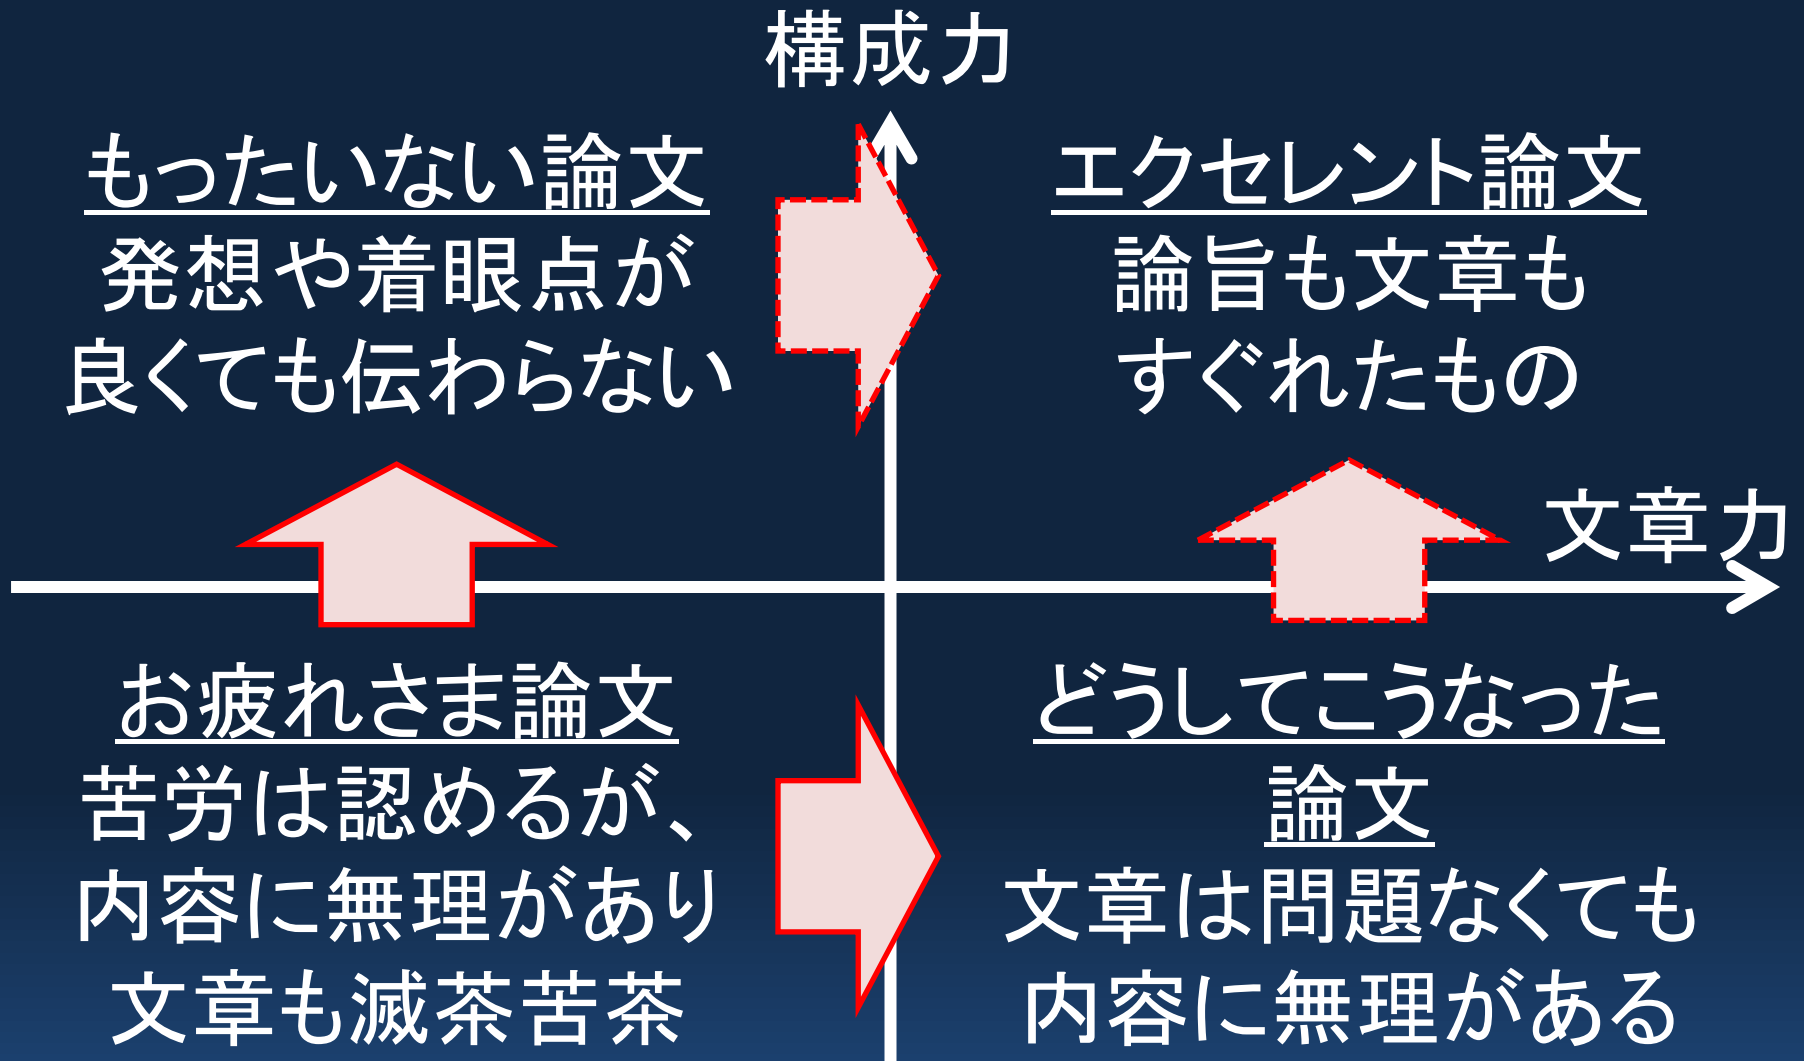 構成力
もったいない論文
発想や着眼点が
良くても伝わらない
エクセレント論文
論旨も文章も
すぐれたもの
文章力
お疲れさま論文
苦労は認めるが、
内容に無理があり
文章も滅茶苦茶
どうしてこうなった
論文
文章は問題なくても
内容に無理がある